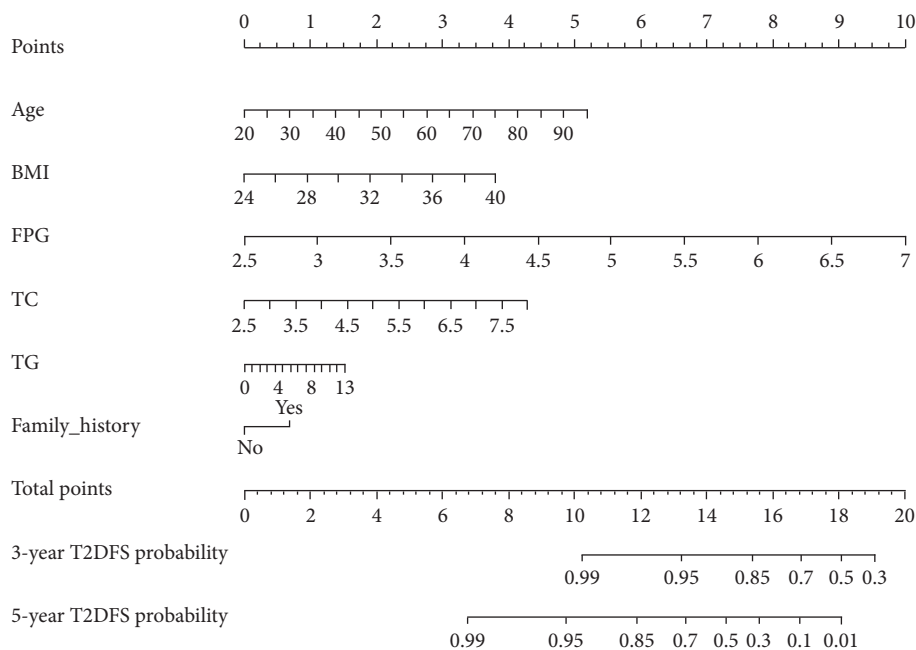 0 1 2 3 4 5 6 7 8 9 10
Points
Age
20 30 40 50 60 70 80 90
BMI
24 28 32 36 40
FPG
2.5 3 3.5 4 4.5 5 5.5 6 6.5 7
TC
2.5 3.5 4.5 5.5 6.5 7.5
TG
0 4 8 13
Yes
Family_history
No
Total points
0 2 4 6 8 10 12 14 16 18 20
3-year T2DFS probability
0.99 0.95 0.85 0.7 0.5 0.3
5-year T2DFS probability
0.99 0.95 0.85 0.7 0.5 0.3 0.1 0.01